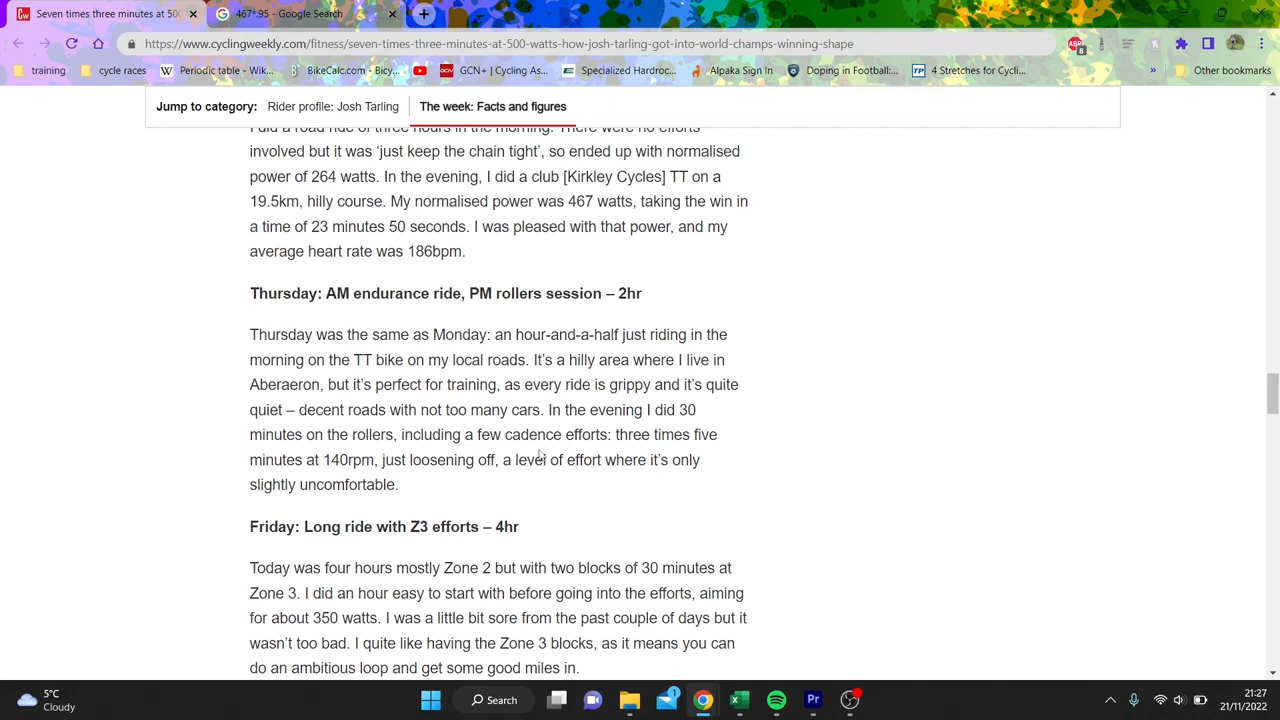 Seven times three minutes at 500
467*.95 - Google Search
https://www.cyclingweekly.com/fitness/seven-times-three-minutes-at-500-watts-how-josh-tarling-got-into-world-champs-winning-shape
training
cycle races
Periodic table - Wik...
BikeCalc.com - Bicy...
GCN+ | Cycling As...
Specialized Hardroc...
Alpaka Sign In
Doping in Football:...
4 Stretches for Cycli...
»
Other bookmarks
Jump to category: Rider profile: Josh Tarling The week: Facts and figures
I did a road ride of three hours in the morning. There were no efforts
involved but it was ‘just keep the chain tight’, so ended up with normalised
power of 264 watts. In the evening, I did a club [Kirkley Cycles] TT on a
19.5km, hilly course. My normalised power was 467 watts, taking the win in
a time of 23 minutes 50 seconds. I was pleased with that power, and my
average heart rate was 186bpm.
Thursday: AM endurance ride, PM rollers session – 2hr
Thursday was the same as Monday: an hour-and-a-half just riding in the
morning on the TT bike on my local roads. It’s a hilly area where I live in
Aberaeron, but it’s perfect for training, as every ride is grippy and it’s quite
quiet – decent roads with not too many cars. In the evening I did 30
minutes on the rollers, including a few cadence efforts: three times five
minutes at 140rpm, just loosening off, a level of effort where it’s only
slightly uncomfortable.
Friday: Long ride with Z3 efforts – 4hr
Today was four hours mostly Zone 2 but with two blocks of 30 minutes at
Zone 3. I did an hour easy to start with before going into the efforts, aiming
for about 350 watts. I was a little bit sore from the past couple of days but it
wasn’t too bad. I quite like having the Zone 3 blocks, as it means you can
do an ambitious loop and get some good miles in.
5°C
Cloudy
Search
21:27
21/11/2022